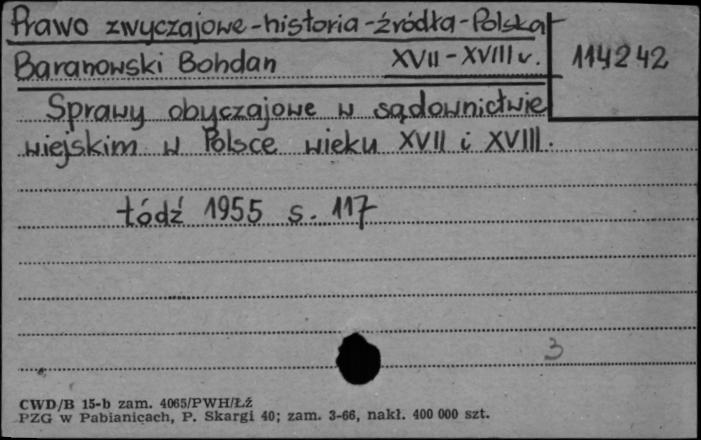 Prawo zwyczajowe-historia-źródła-Polska
Baranowski Bohdan XVII-XVIII w. 114242
Sprawy obyczajowe w sądownictwie
wiejskim w Polsce wieku XVII i XVIII.
Łódź 1955 s. 117
3
CWD/B 15-b zam. 4065/PWH/ŁŹ
PZG w Pabianicach, P. Skargi 40; zam. 3-66, nakł. 400 000 szt.